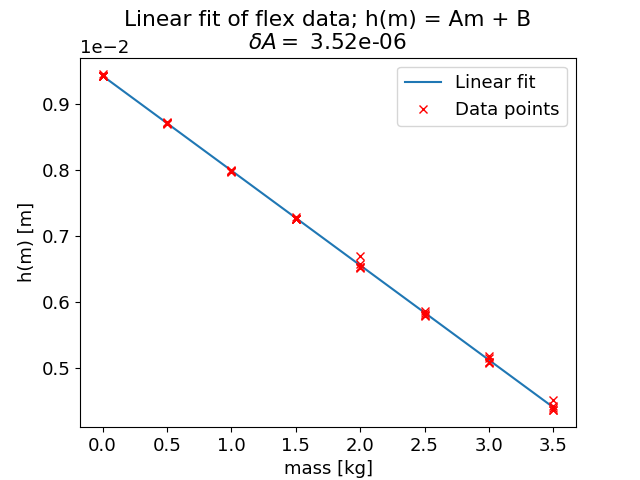 Linear fit of flex data; h(m) = Am + B
δA = 3.52e-06
1e−2
Linear fit
Data points
0.9
0.8
0.7
0.6
0.5
h(m) [m]
0.0 0.5 1.0 1.5 2.0 2.5 3.0 3.5
mass [kg]